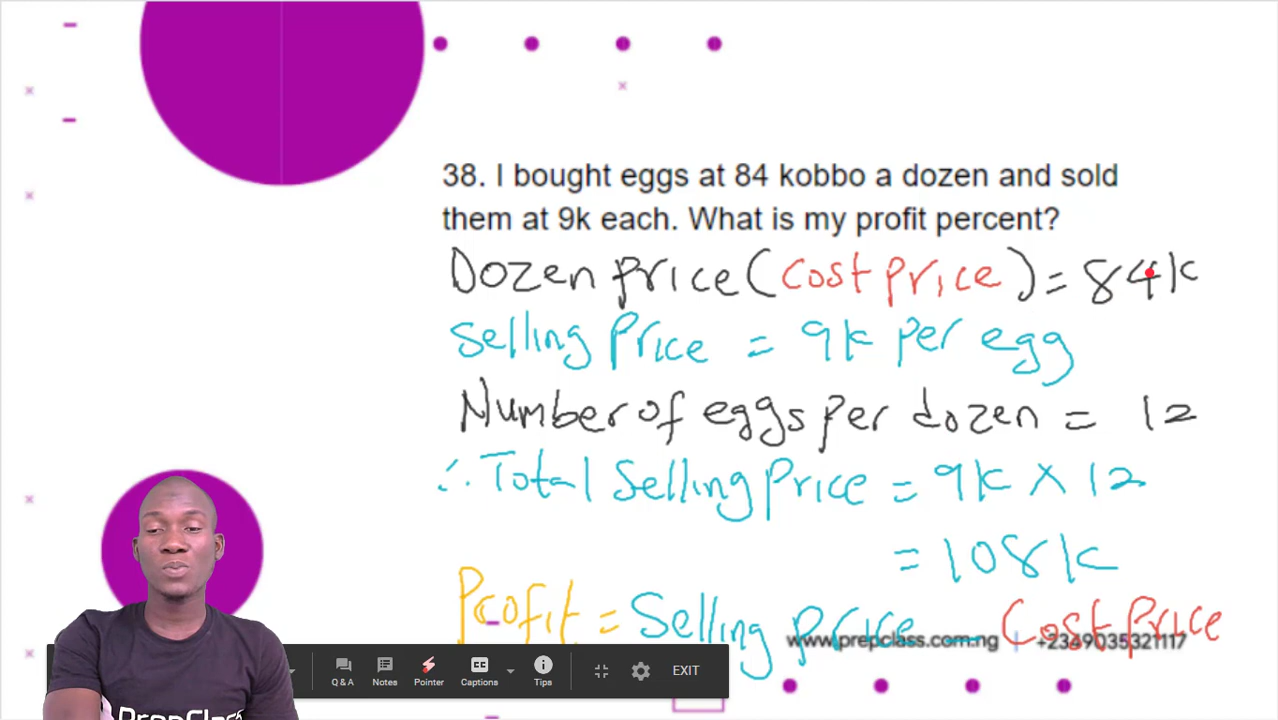 38. I bought eggs at 84 kobbo a dozen and sold
them at 9k each. What is my profit percent?
Dozen price (cost price) = 84k
Selling Price = 9k per egg
Number of eggs per dozen = 12
∴ Total Selling price = 9k × 12
= 108k
Profit = Selling price - Cost Price
www.prepclass.com.ng | +2349035321117
Q & A Notes Pointer Captions Tips EXIT
PrepClass